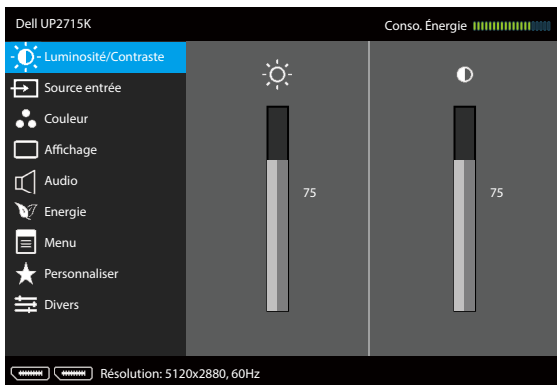 Dell UP2715K
Conso. Énergie
Luminosité/Contraste
Source entrée
Couleur
Affichage
Audio
Energie
Menu
Personnaliser
Divers
75
75
Résolution: 5120x2880, 60Hz